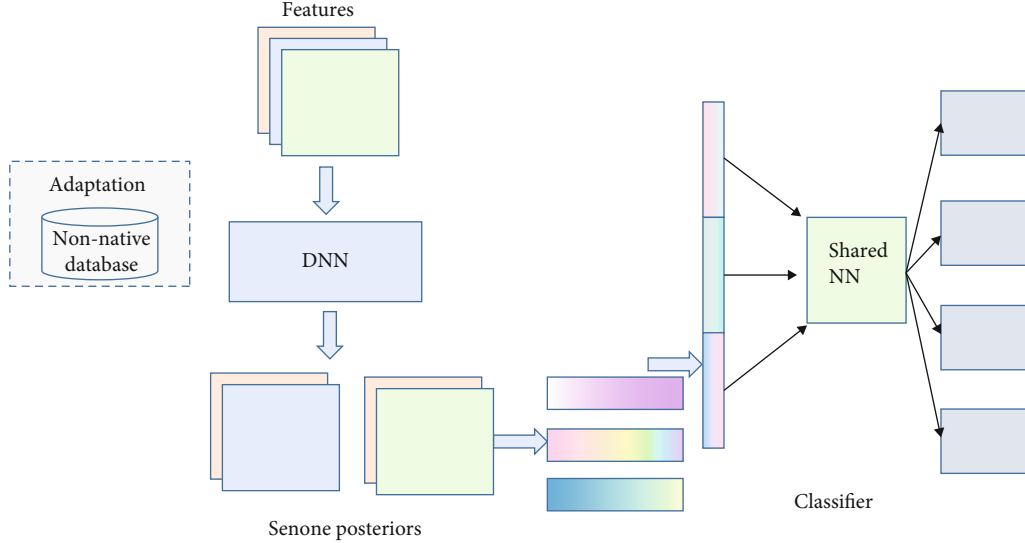 Features
Adaptation
Non-native
database
DNN
Shared
NN
Senone posteriors
Classifier